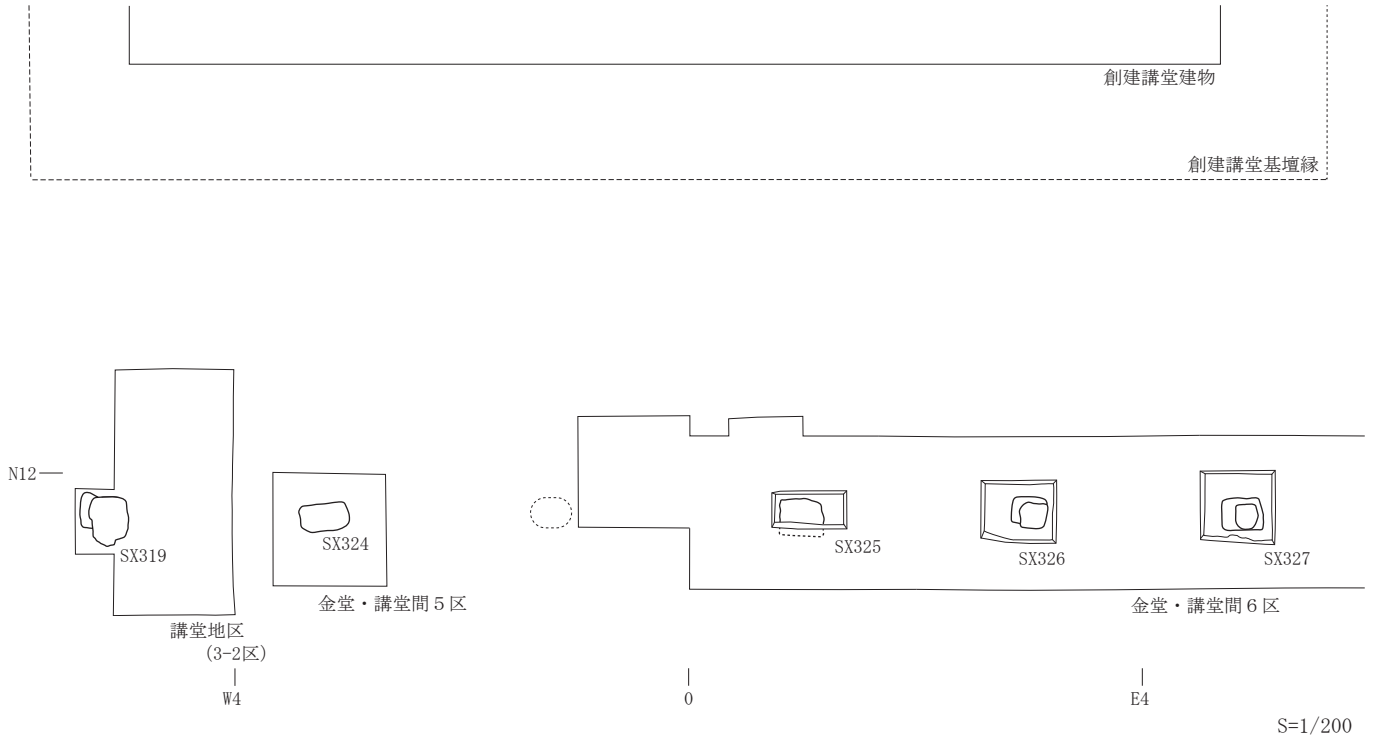 創建講堂建物
創建講堂基壇縁
N12
SX319
SX324
SX325
SX326
SX327
金堂・講堂間５区
金堂・講堂間６区
講堂地区
(3-2区)
W4
0
E4
S=1/200